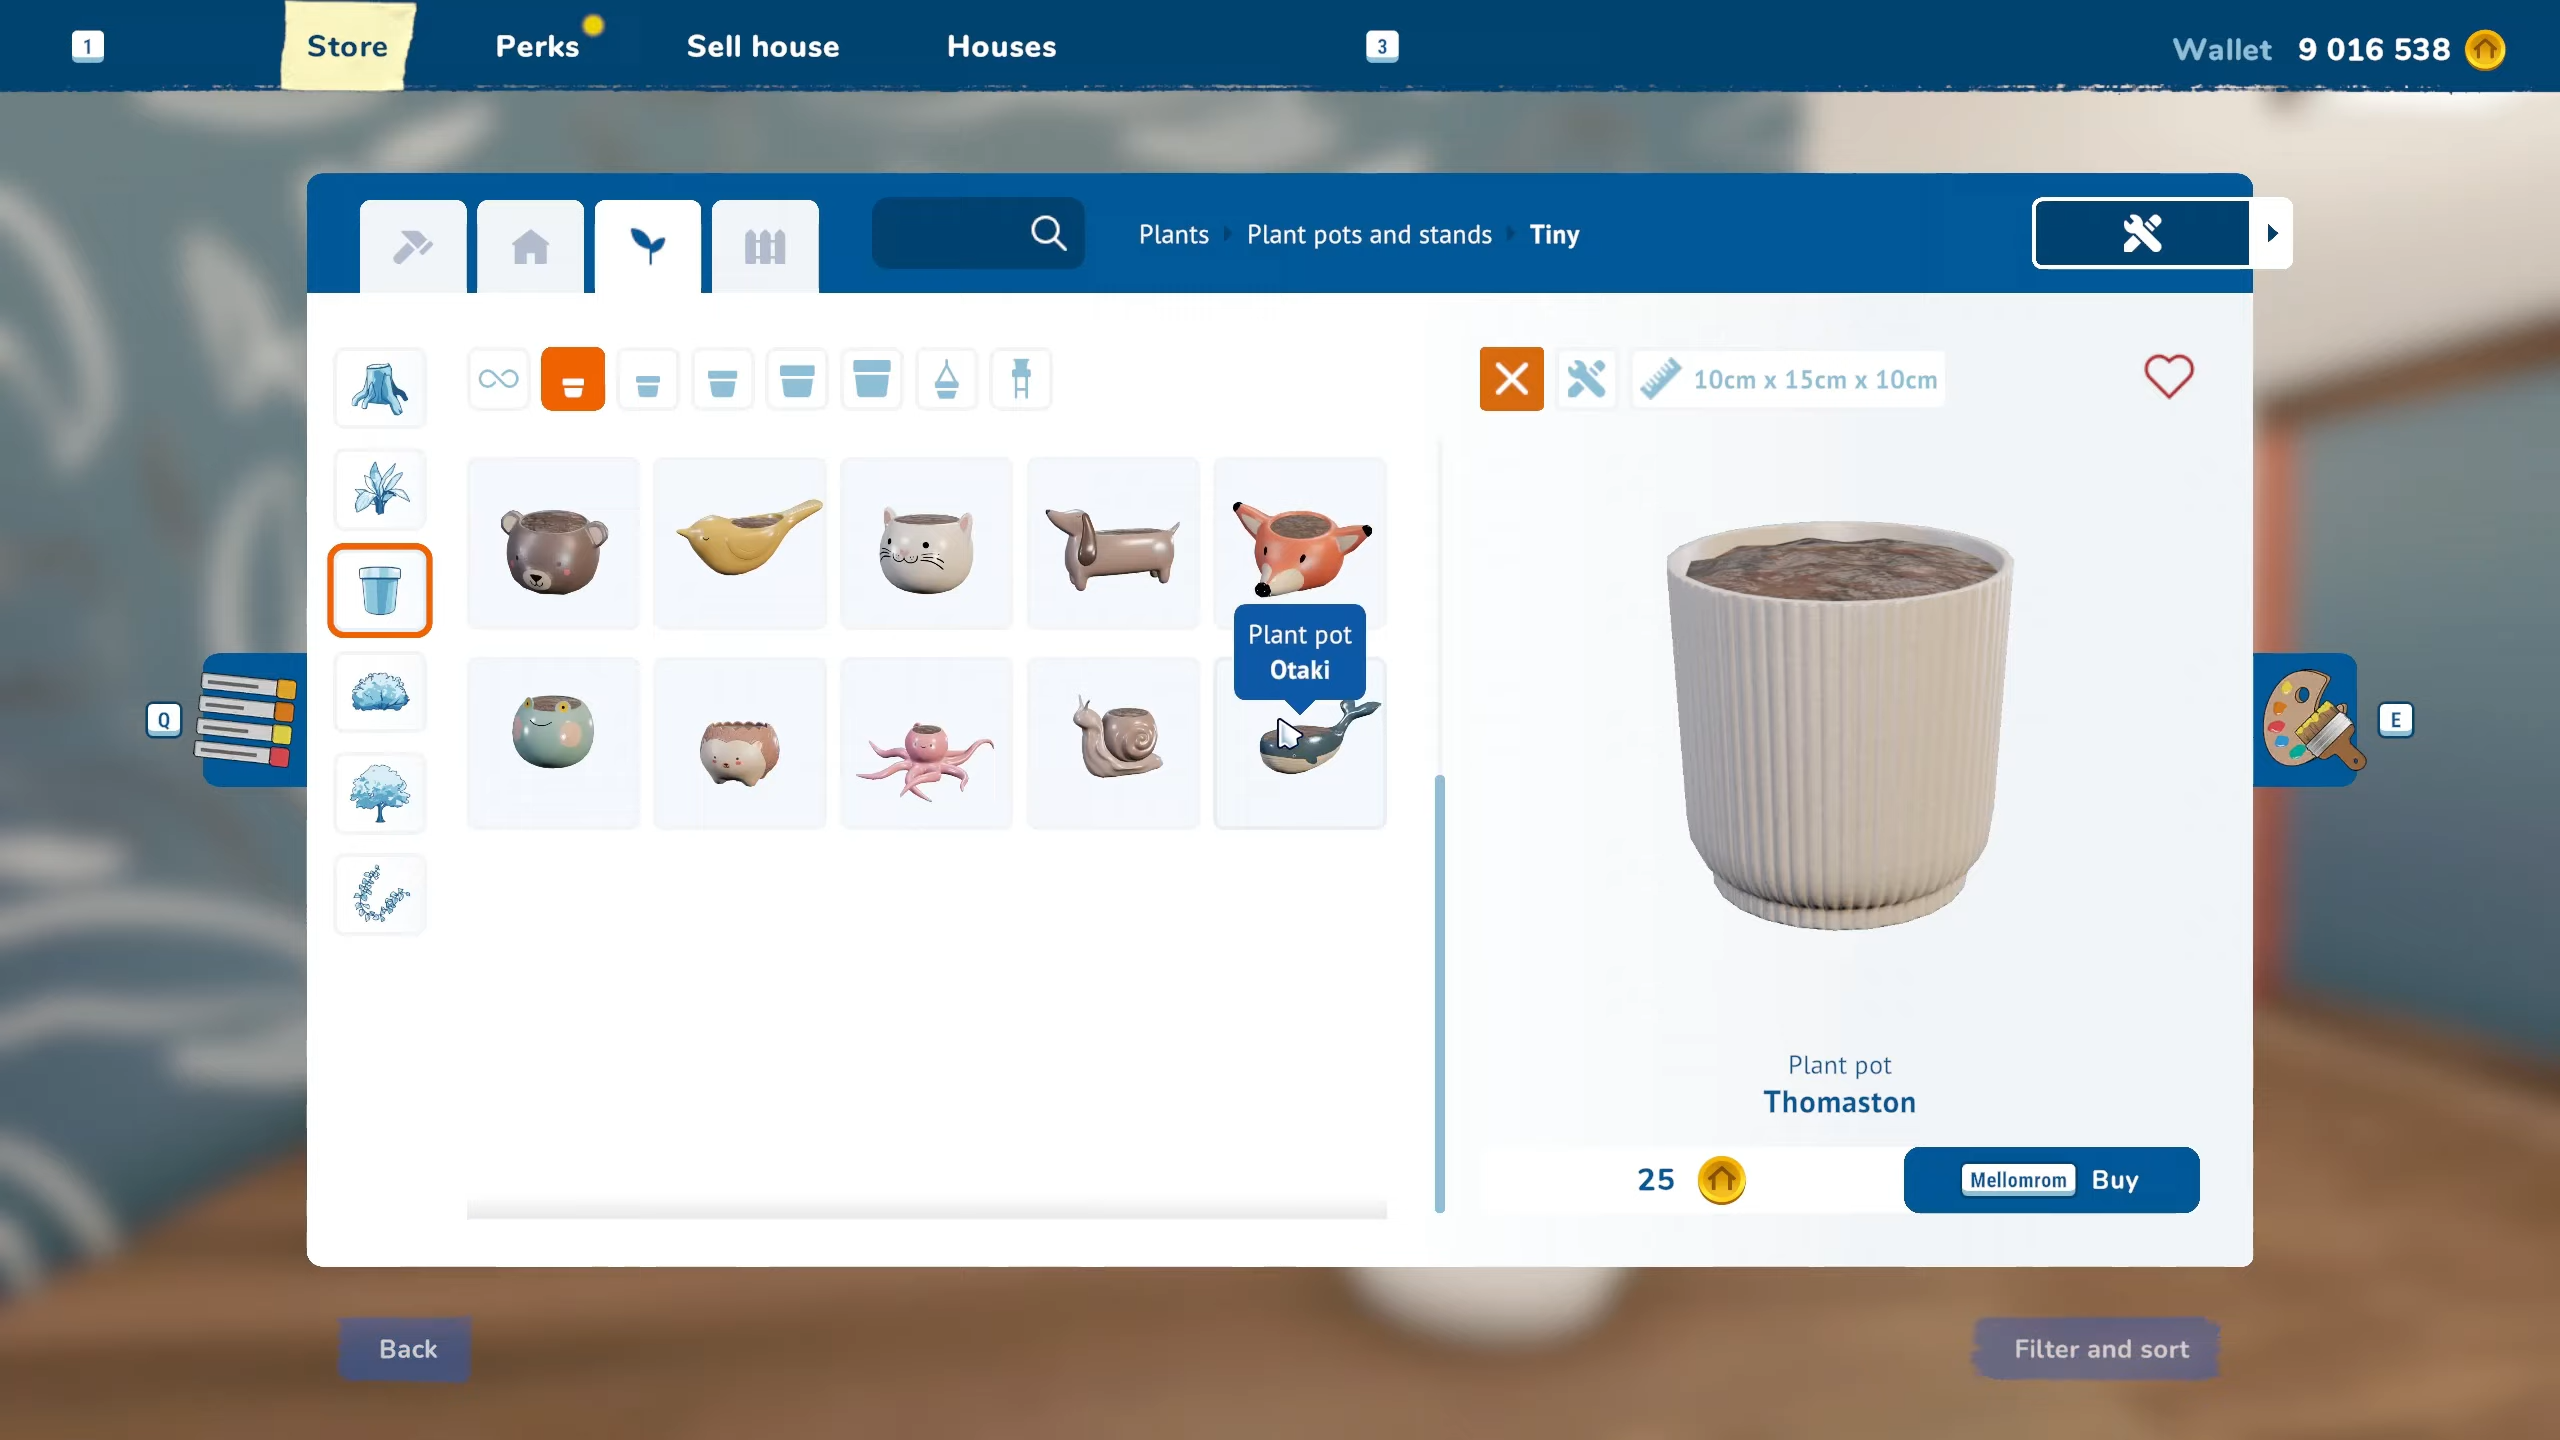 1
Store
Perks
Sell house
Houses
3
Wallet 9 016 538
Plants Plant pots and stands Tiny
10cm x 15cm x 10cm
Plant pot
Otaki
Q
E
Plant pot
Thomaston
25
Mellomrom Buy
Back
Filter and sort